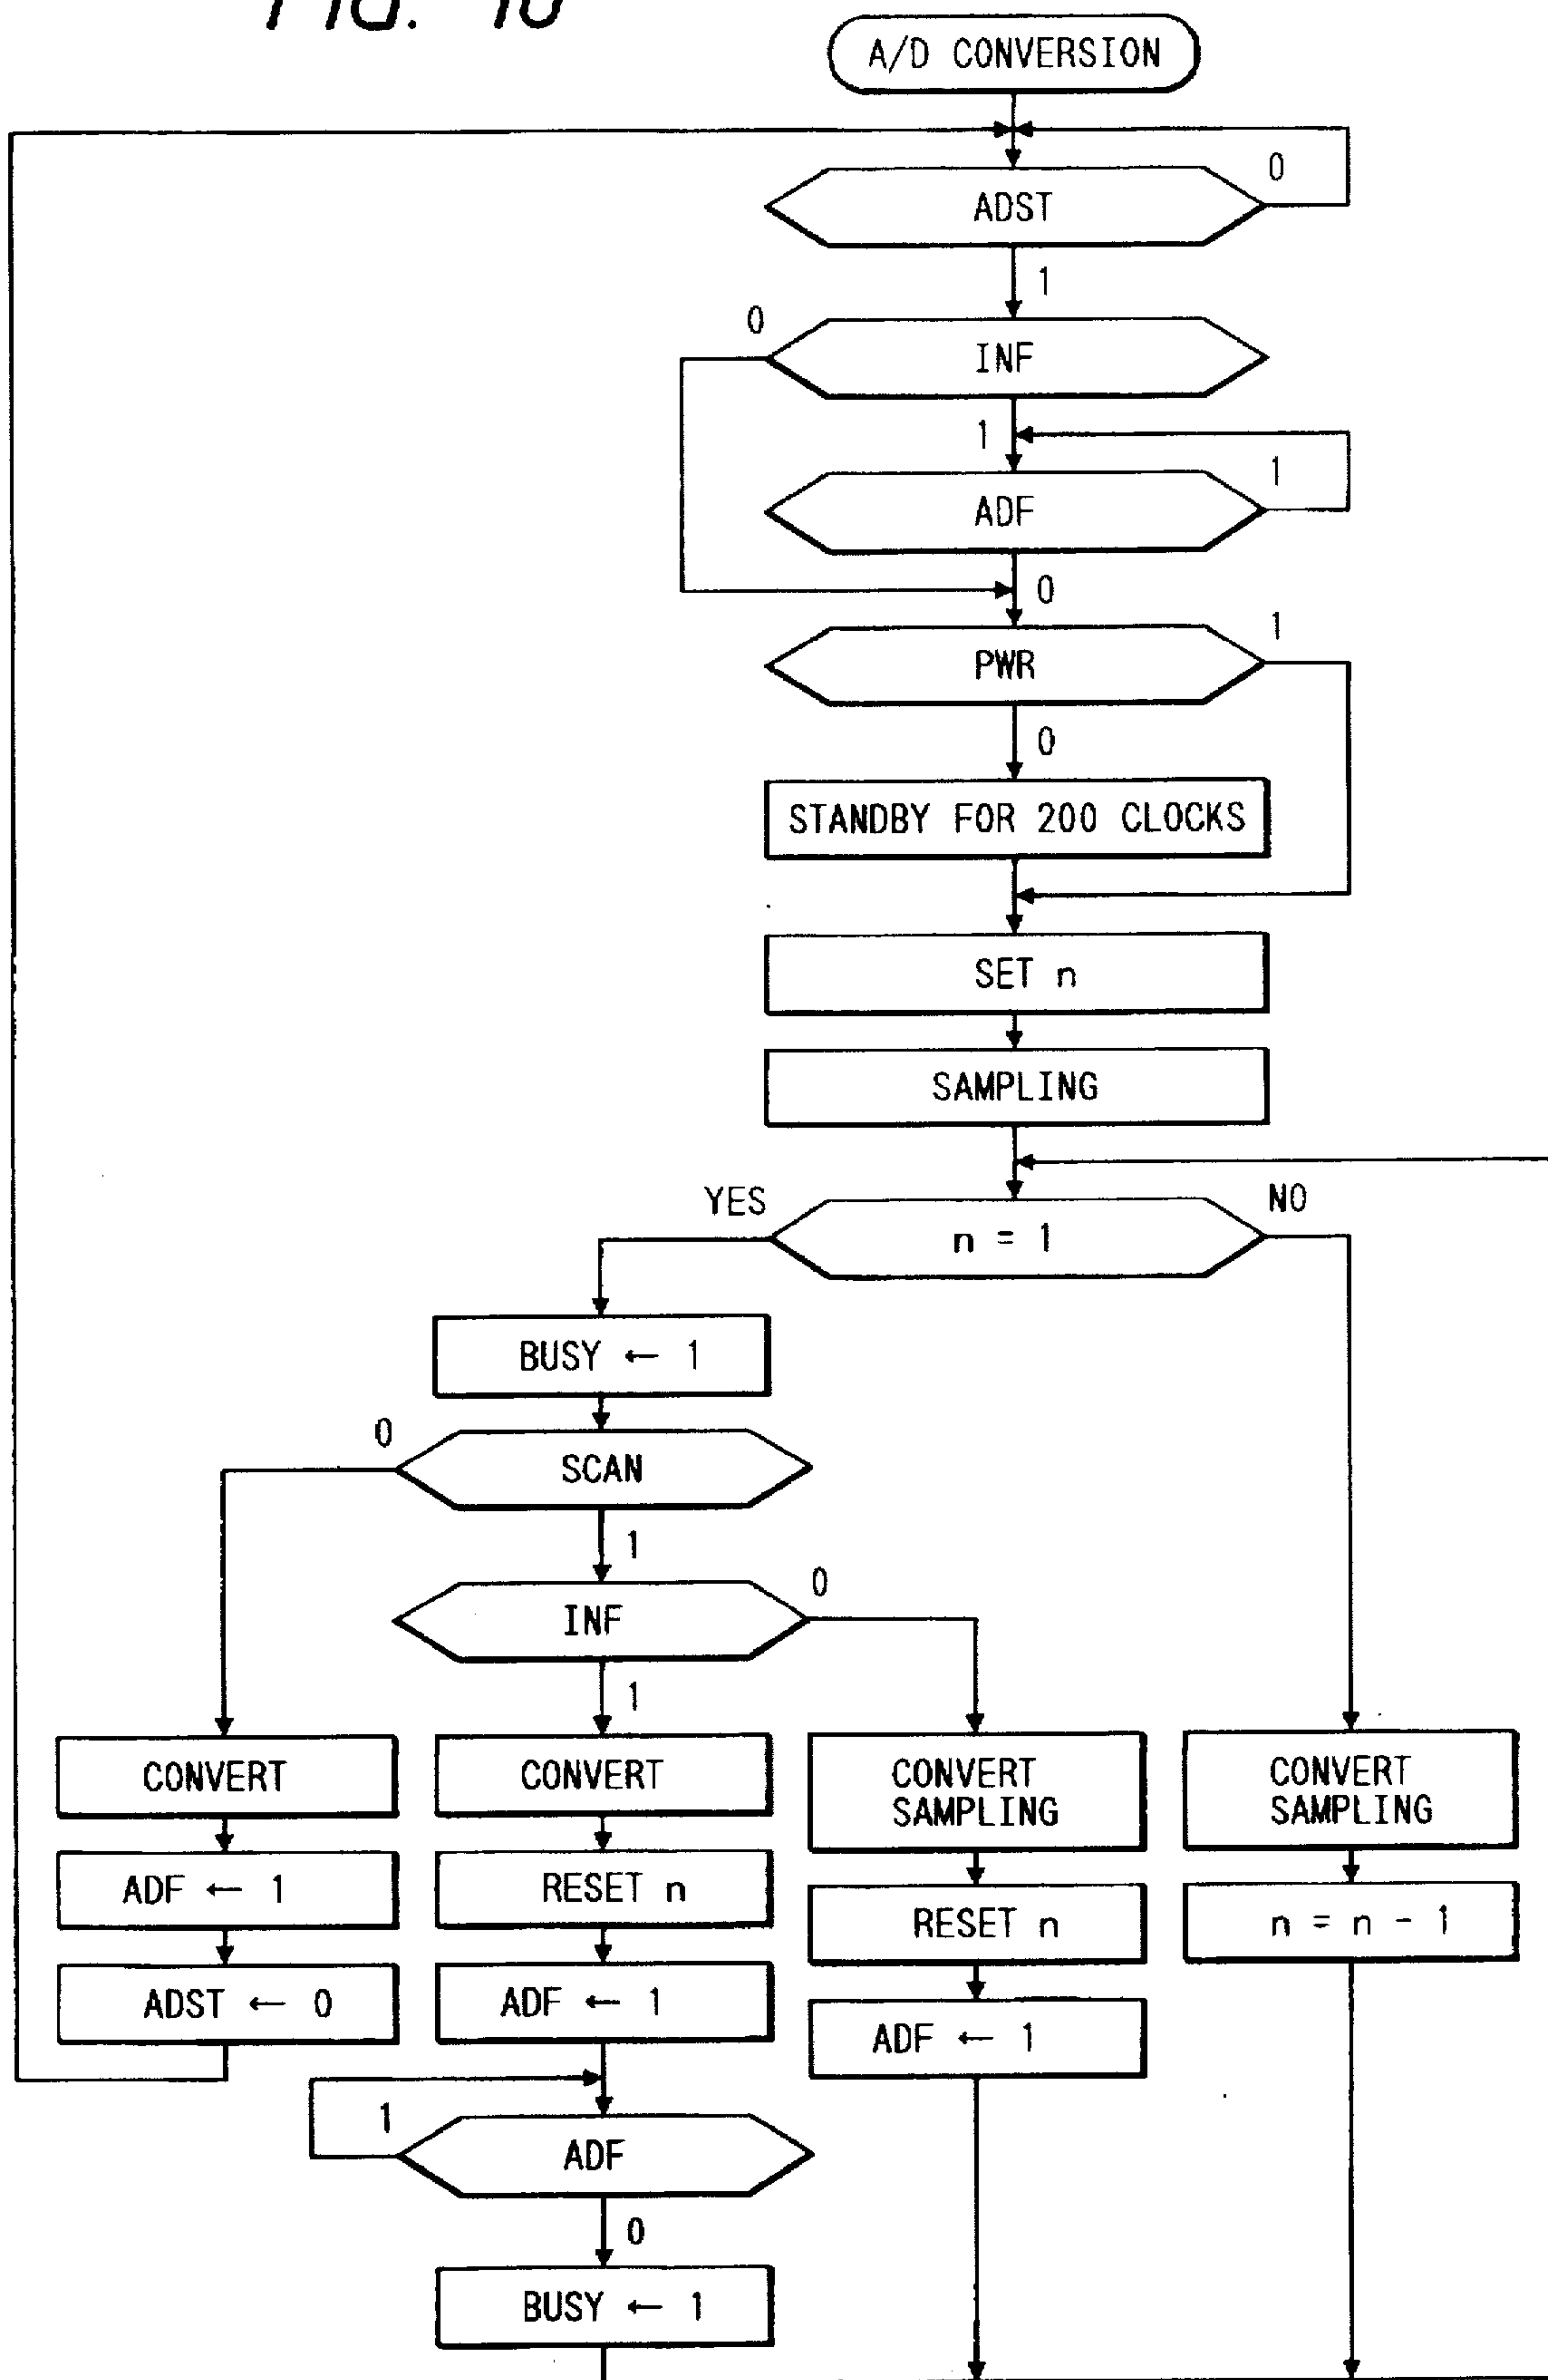 A/D CONVERSION
0
ADST
1
0
INF
1
1
ADF
0
1
PWR
0
STANDBY FOR 200 CLOCKS
SET n
SAMPLING
YES
NO
n = 1
BUSY ← 1
0
SCAN
1
0
INF
1
CONVERT
CONVERT
CONVERT
SAMPLING
CONVERT
SAMPLING
ADF ← 1
RESET n
RESET n
n = n - 1
ADST ← 0
ADF ← 1
ADF ← 1
1
ADF
0
BUSY ← 1